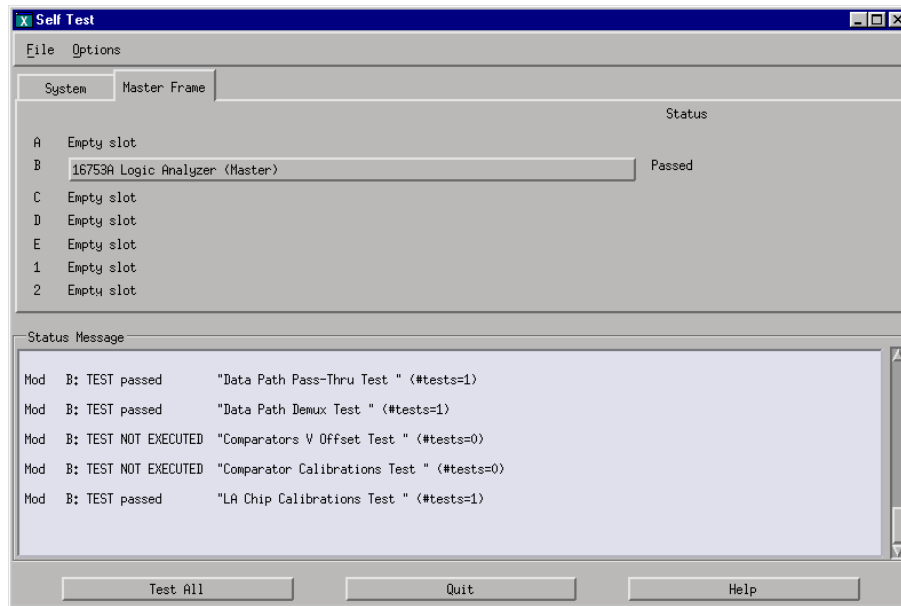 X Self Test
File Options
System Master Frame
Status
A Empty slot
B 16753A Logic Analyzer (Master) Passed
C Empty slot
D Empty slot
E Empty slot
1 Empty slot
2 Empty slot
Status Message
Mod B: TEST passed "Data Path Pass-Thru Test " (#tests=1)
Mod B: TEST passed "Data Path Demux Test " (#tests=1)
Mod B: TEST NOT EXECUTED "Comparators V Offset Test " (#tests=0)
Mod B: TEST NOT EXECUTED "Comparator Calibrations Test " (#tests=0)
Mod B: TEST passed "LA Chip Calibrations Test " (#tests=1)
Test All Quit Help